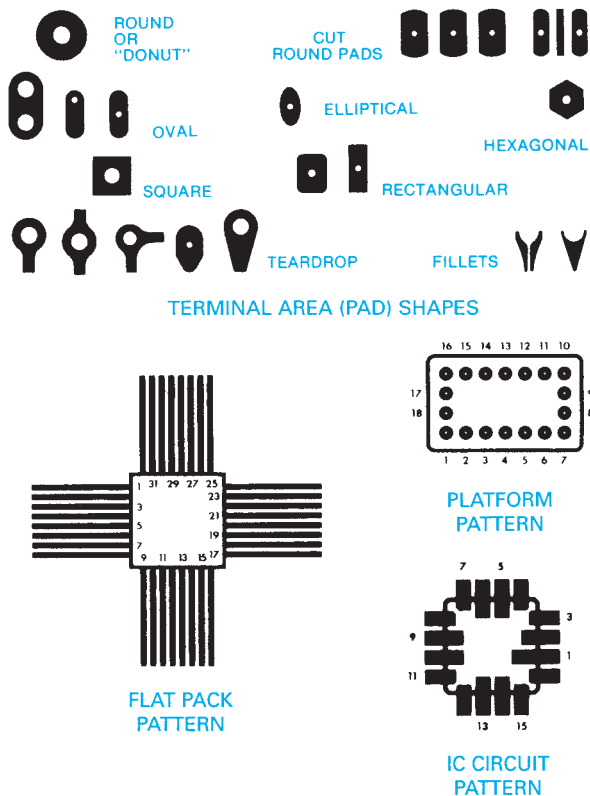 ROUND
OR
"DONUT"
CUT
ROUND PADS
OVAL
ELLIPTICAL
HEXAGONAL
SQUARE
RECTANGULAR
TEARDROP
FILLETS
TERMINAL AREA (PAD) SHAPES
1 31 29 27 25
3 23
5 21
7 19
9 11 13 15 17
FLAT PACK
PATTERN
16 15 14 13 12 11 10
17
18
1 2 3 4 5 6 7
PLATFORM
PATTERN
7 5
3
9
1
11
13 15
IC CIRCUIT
PATTERN